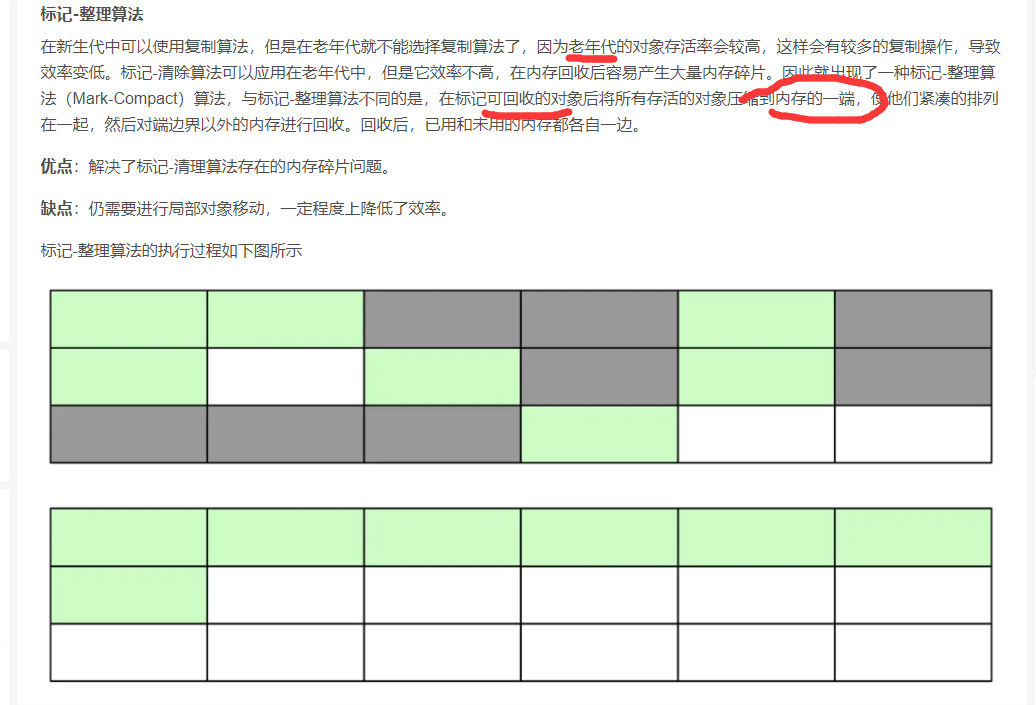 标记-整理算法
在新生代中可以使用复制算法，但是在老年代就不能选择复制算法了，因为老年代的对象存活率会较高，这样会有较多的复制操作，导致
效率变低。标记-清除算法可以应用在老年代中，但是它效率不高，在内存回收后容易产生大量内存碎片。因此就出现了一种标记-整理算
法（Mark-Compact）算法，与标记-整理算法不同的是，在标记可回收的对象后将所有存活的对象压缩到内存的一端，使他们紧凑的排列
在一起，然后对端边界以外的内存进行回收。回收后，已用和未用的内存都各自一边。
优点：解决了标记-清理算法存在的内存碎片问题。
缺点：仍需要进行局部对象移动，一定程度上降低了效率。
标记-整理算法的执行过程如下图所示